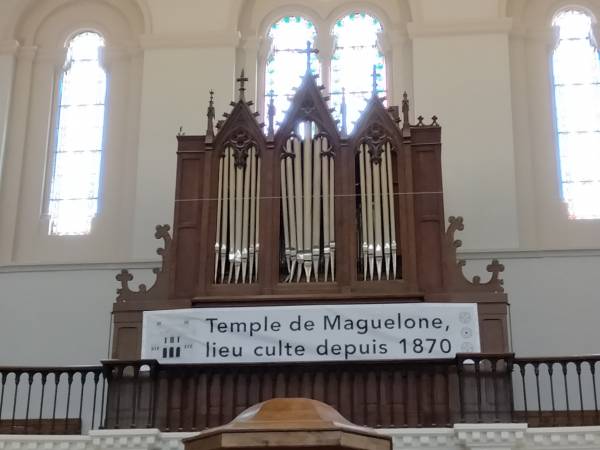 Temple de Maguelone,
lieu culte depuis 1870